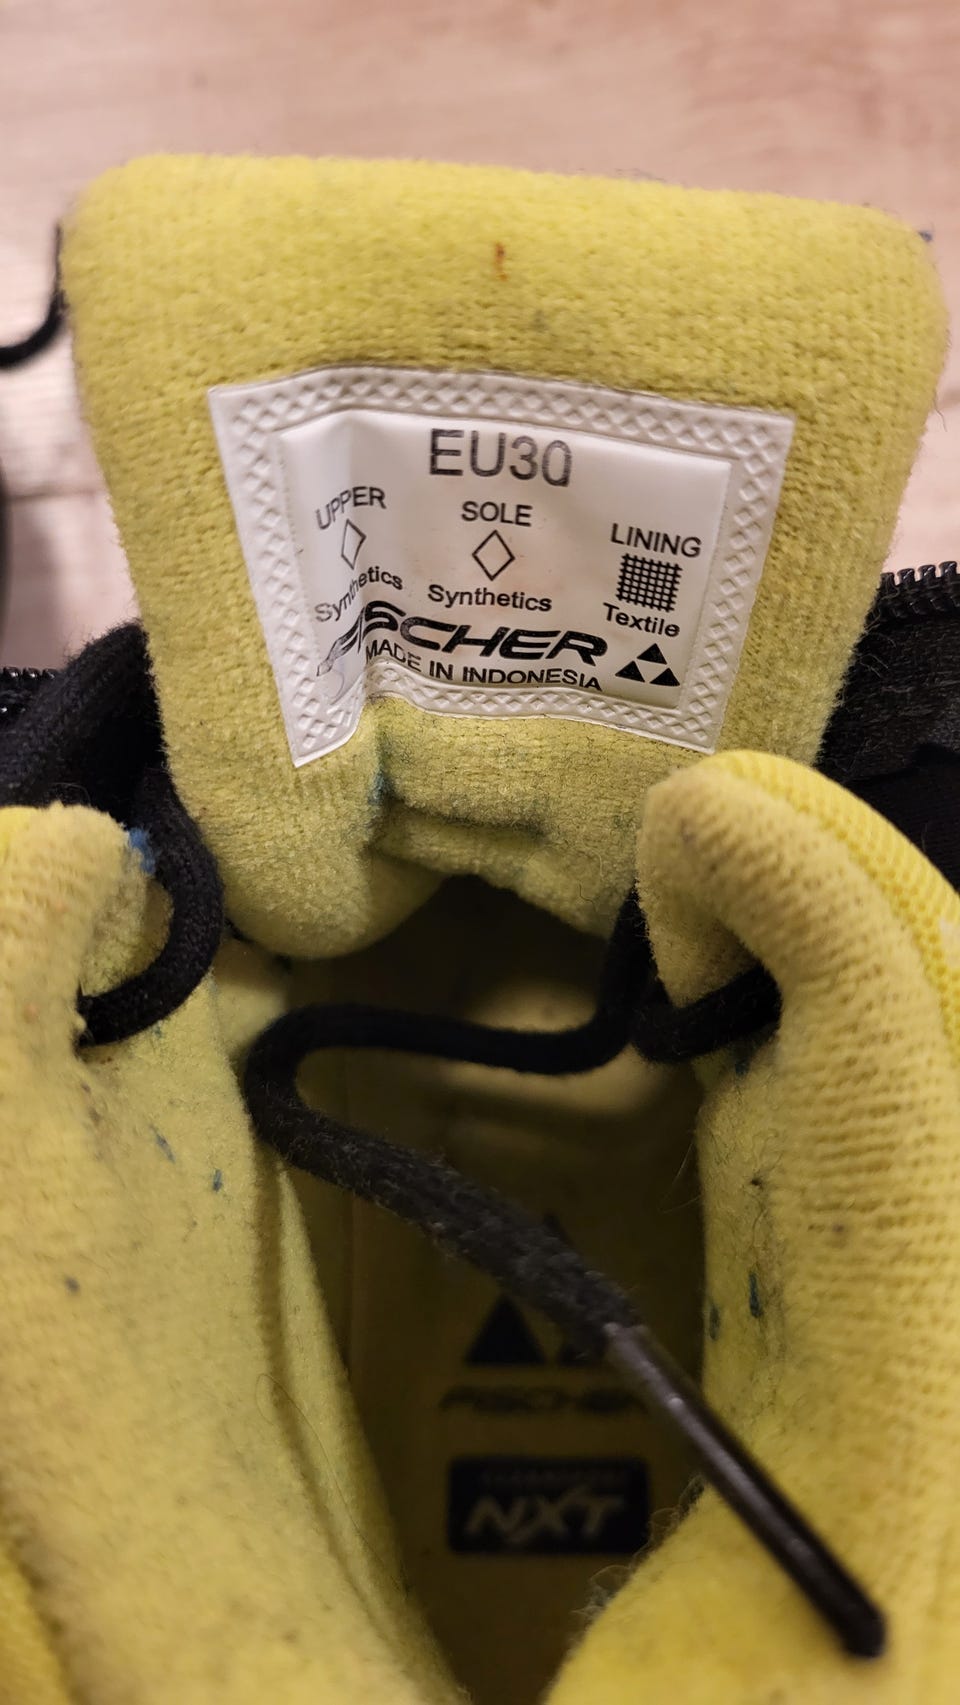 EU30
UPPER SOLE LINING
Synthetics Synthetics Textile
FISCHER
MADE IN INDONESIA
FISCHER
NXT